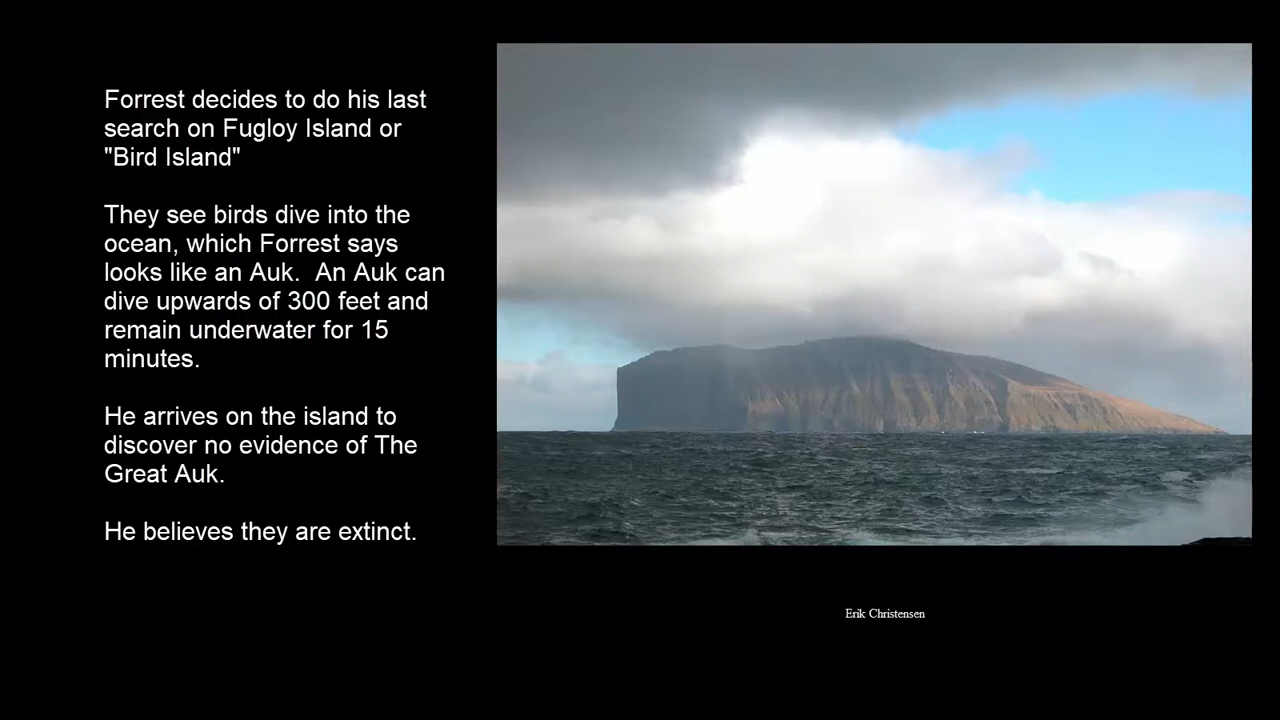 Forrest decides to do his last
search on Fugloy Island or
"Bird Island"
They see birds dive into the
ocean, which Forrest says
looks like an Auk.  An Auk can
dive upwards of 300 feet and
remain underwater for 15
minutes.
He arrives on the island to
discover no evidence of The
Great Auk.
He believes they are extinct.
Erik Christensen